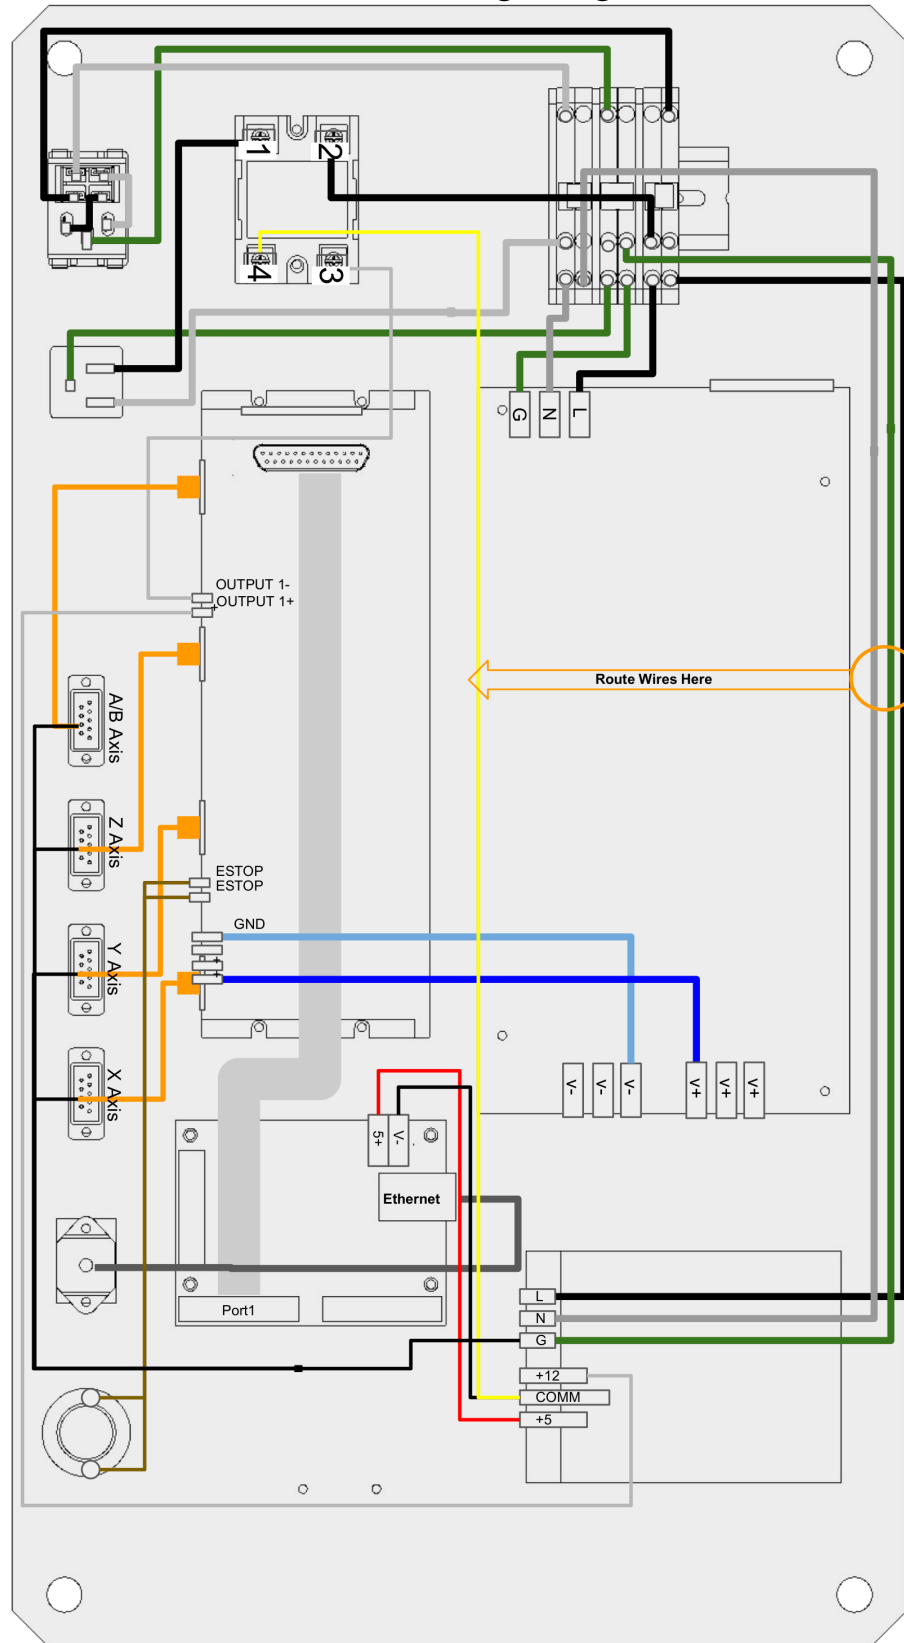 1
2
4
3
G
N
L
OUTPUT 1-
OUTPUT 1+
+
Route Wires Here
A/B Axis
Z Axis
ESTOP
ESTOP
GND
Y Axis
+
+
X Axis
V-
V-
V-
V+
V+
V+
5+
V-
Ethernet
Port1
L
N
G
+12
COMM
+5